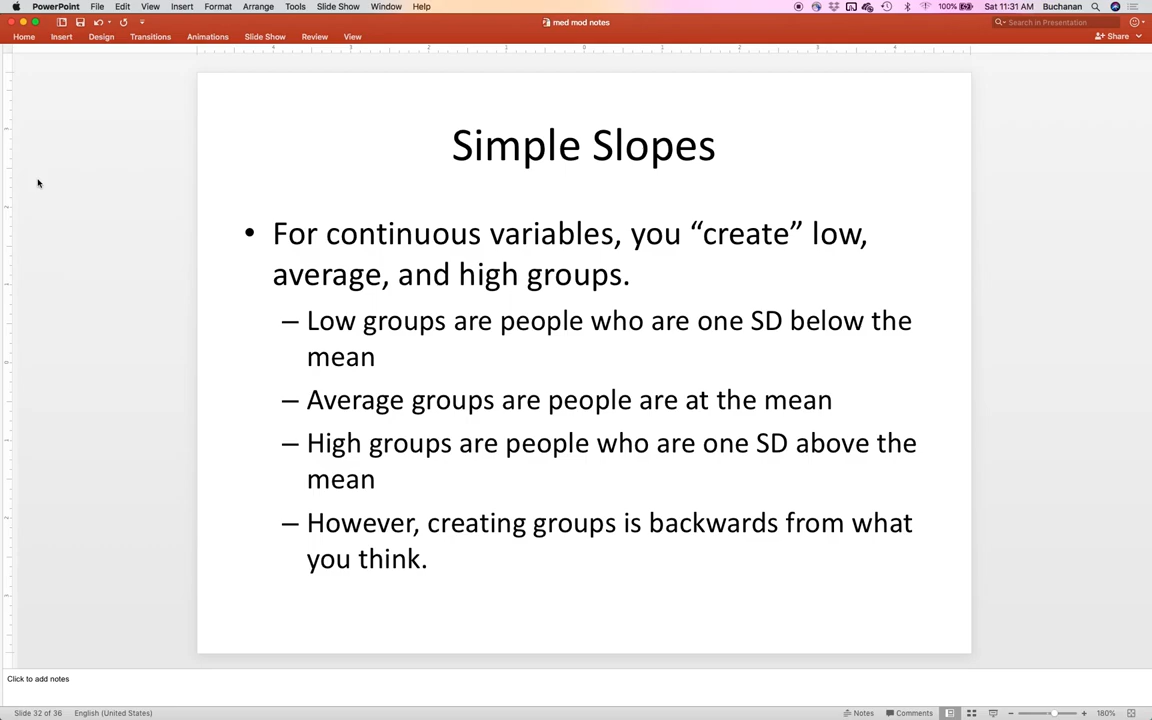 PowerPoint File Edit View Insert Format Arrange Tools Slide Show Window Help 100% Sat 11:31 AM Buchanan
med mod notes
Search in Presentation
Home Insert Design Transitions Animations Slide Show Review View Share
Simple Slopes
• For continuous variables, you “create” low,
average, and high groups.
– Low groups are people who are one SD below the
mean
– Average groups are people are at the mean
– High groups are people who are one SD above the
mean
– However, creating groups is backwards from what
you think.
Click to add notes
Slide 32 of 36 English (United States) Notes Comments 180%